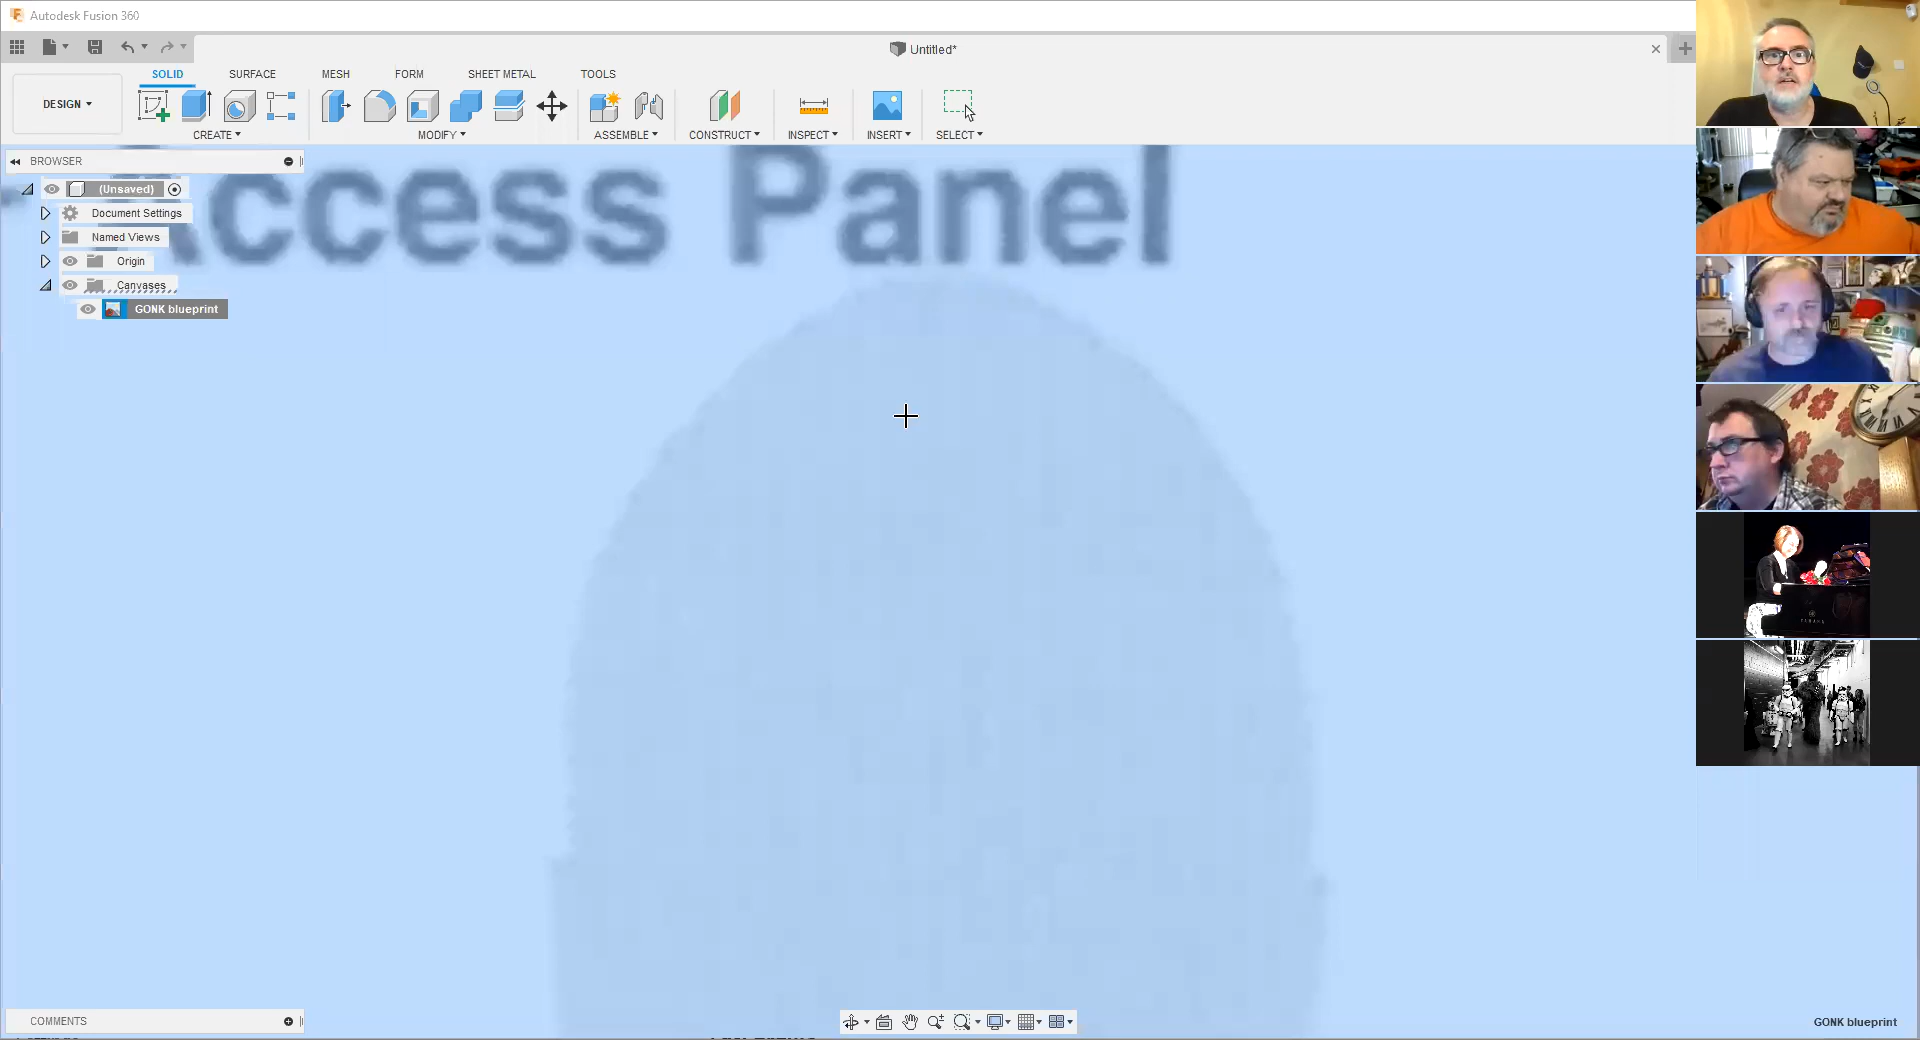 Autodesk Fusion 360
Untitled*
SOLID SURFACE MESH FORM SHEET METAL TOOLS
DESIGN
CREATE MODIFY ASSEMBLE CONSTRUCT INSPECT INSERT SELECT
Access Panel
BROWSER
(Unsaved)
Document Settings
Named Views
Origin
Canvases
GONK blueprint
COMMENTS
GONK blueprint